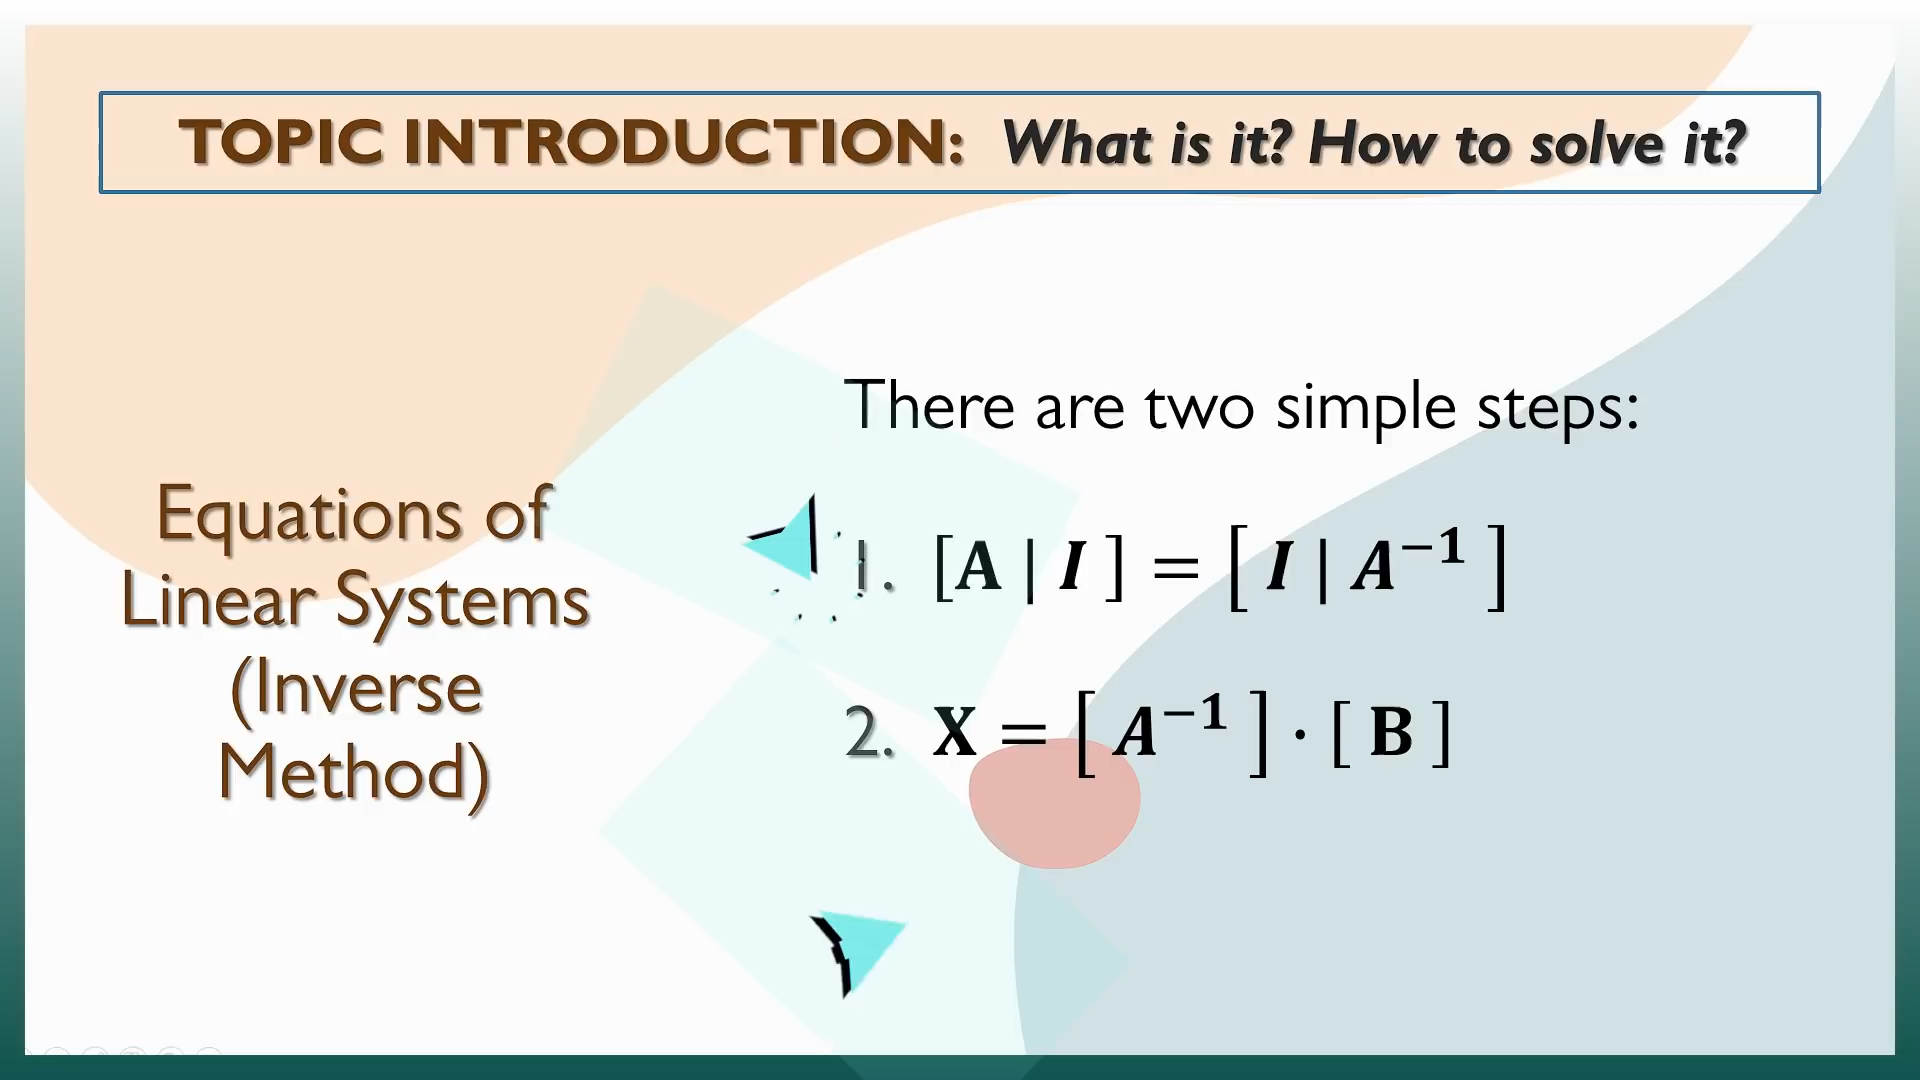 TOPIC INTRODUCTION: What is it? How to solve it?
Equations of
Linear Systems
(Inverse
Method)
There are two simple steps:
1. [A | I ] = [ I | A⁻¹ ]
2. X = [ A⁻¹ ] · [ B ]